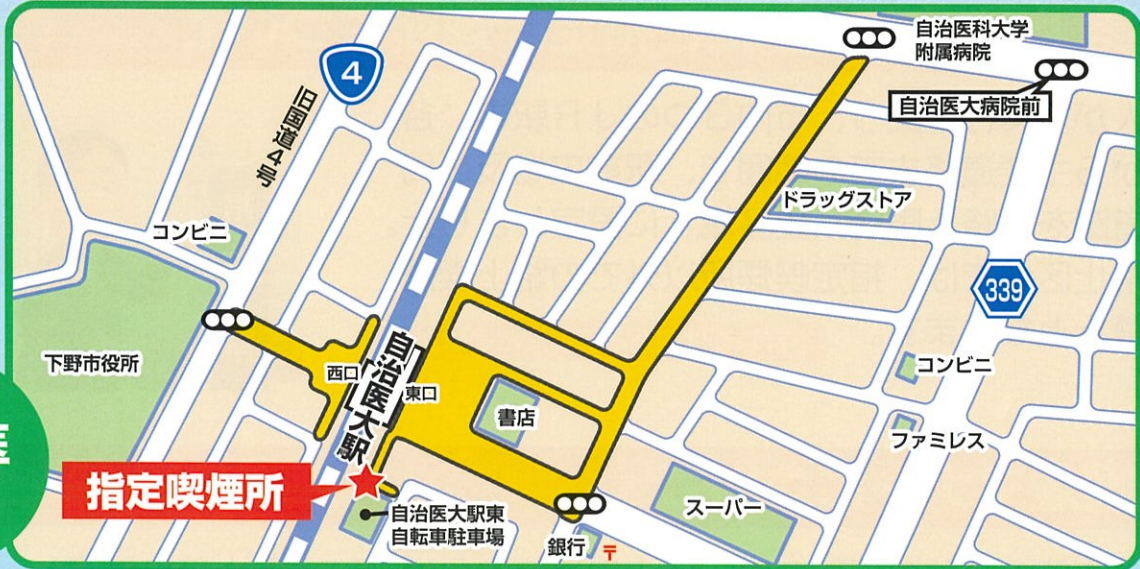 自治医科大学
附属病院
自治医大病院前
4
旧国道4号
ドラッグストア
コンビニ
339
下野市役所
西口
自治医大駅
東口
書店
コンビニ
ファミレス
指定喫煙所
自治医大駅東
自転車駐車場
スーパー
銀行
〒